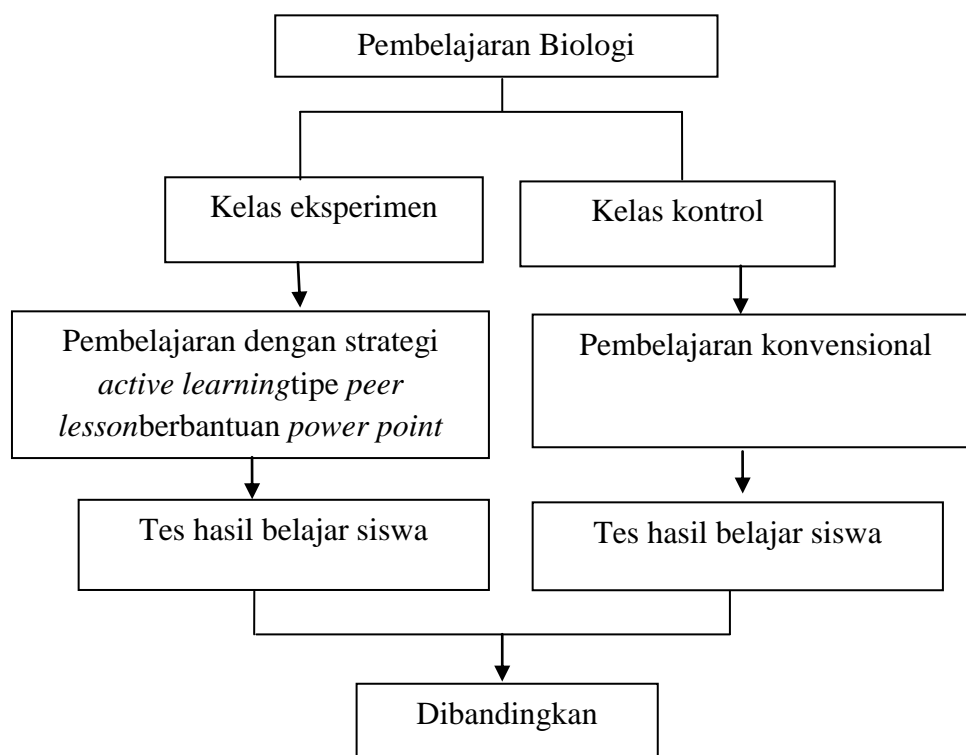 Pembelajaran Biologi
Kelas eksperimen
Kelas kontrol
Pembelajaran dengan strategi
active learningtipe peer
lessonberbantuan power point
Pembelajaran konvensional
Tes hasil belajar siswa
Tes hasil belajar siswa
Dibandingkan